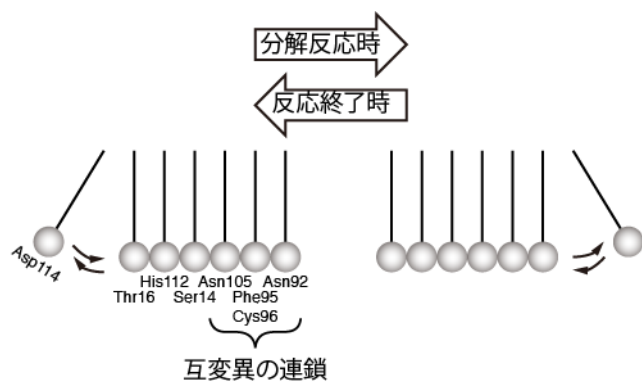 分解反応時
反応終了時
Asp114
His112 Asn105 Asn92
Thr16 Ser14 Phe95
Cys96
互変異の連鎖